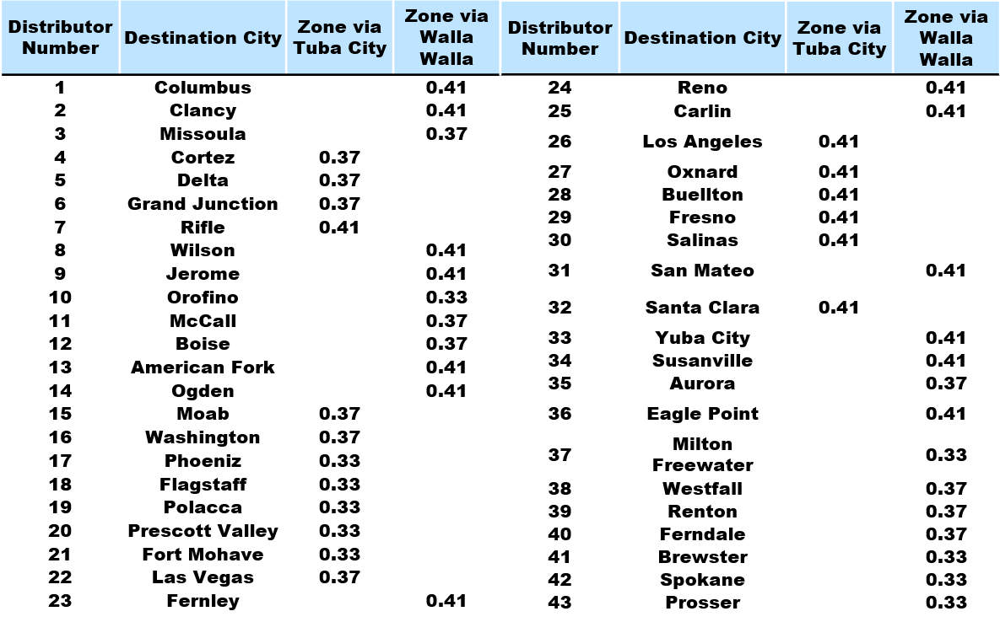 Distributor Number Destination City Zone via Tuba City Zone via Walla Walla
1 Columbus 0.41
2 Clancy 0.41
3 Missoula 0.37
4 Cortez 0.37
5 Delta 0.37
6 Grand Junction 0.37
7 Rifle 0.41
8 Wilson 0.41
9 Jerome 0.41
10 Orofino 0.33
11 McCall 0.37
12 Boise 0.37
13 American Fork 0.41
14 Ogden 0.41
15 Moab 0.37
16 Washington 0.37
17 Phoeniz 0.33
18 Flagstaff 0.33
19 Polacca 0.33
20 Prescott Valley 0.33
21 Fort Mohave 0.33
22 Las Vegas 0.37
23 Fernley 0.41
Distributor Number Destination City Zone via Tuba City Zone via Walla Walla
24 Reno 0.41
25 Carlin 0.41
26 Los Angeles 0.41
27 Oxnard 0.41
28 Buellton 0.41
29 Fresno 0.41
30 Salinas 0.41
31 San Mateo 0.41
32 Santa Clara 0.41
33 Yuba City 0.41
34 Susanville 0.41
35 Aurora 0.37
36 Eagle Point 0.41
37 Milton Freewater 0.33
38 Westfall 0.37
39 Renton 0.37
40 Ferndale 0.37
41 Brewster 0.33
42 Spokane 0.33
43 Prosser 0.33